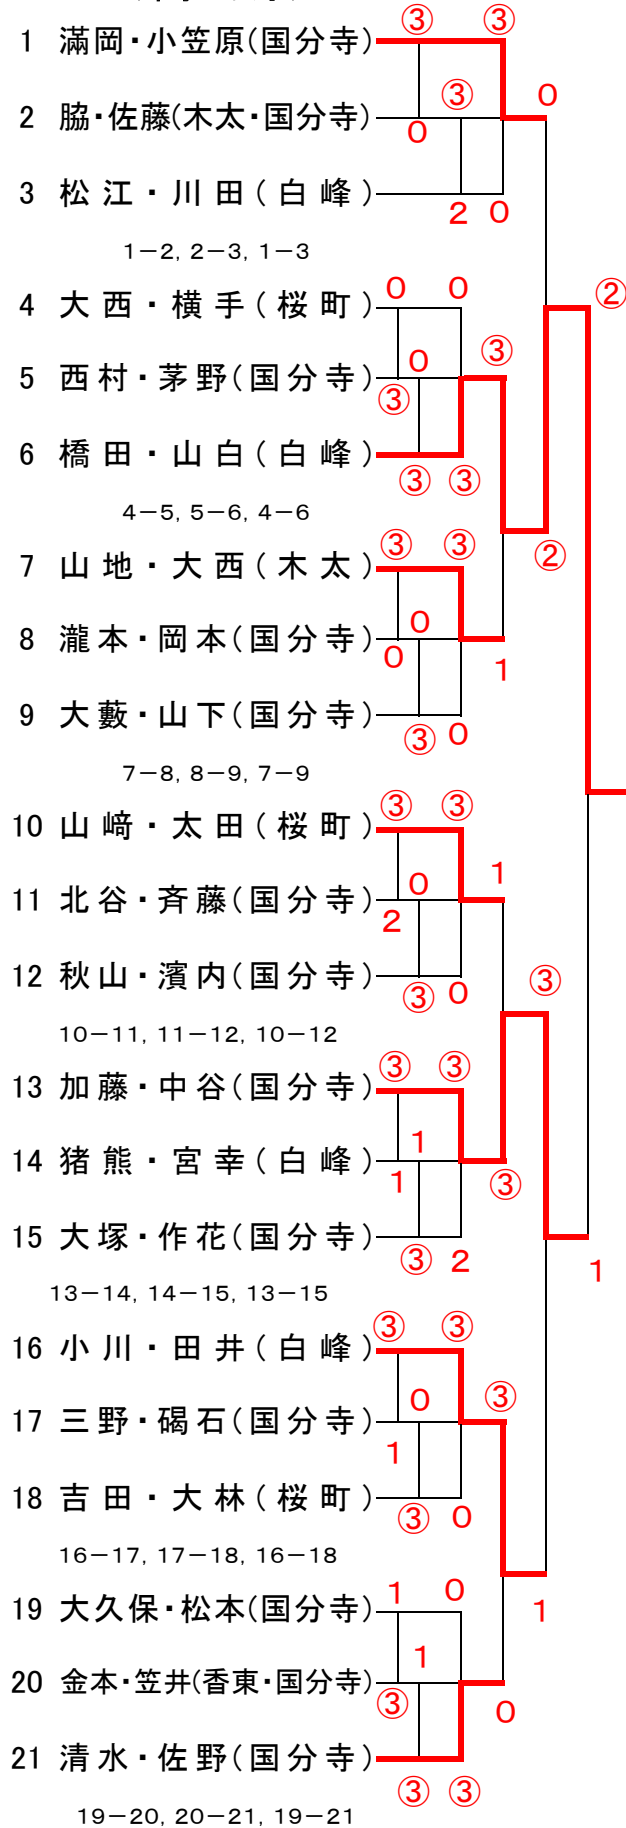 ③ ③
1 滿岡・小笠原(国分寺)
0
③
2 脇・佐藤(木太・国分寺)
0
3 松江・川田(白峰)
2 0
1−2, 2−3, 1−3
0 0 ②
4 大西・横手(桜町)
③
0
5 西村・茅野(国分寺)
③
6 橋田・山白(白峰)
③ ③
4−5, 5−6, 4−6
③ ③ ②
7 山地・大西(木太)
0
8 瀧本・岡本(国分寺)
0 1
9 大藪・山下(国分寺)
③ 0
7−8, 8−9, 7−9
③ ③
10 山﨑・太田(桜町)
0 1
11 北谷・斉藤(国分寺)
2
12 秋山・濱内(国分寺)
③ 0 ③
10−11, 11−12, 10−12
③ ③
13 加藤・中谷(国分寺)
1
14 猪熊・宮幸(白峰)
1 ③
15 大塚・作花(国分寺)
③ 2 1
13−14, 14−15, 13−15
③ ③
16 小川・田井(白峰)
0 ③
17 三野・碣石(国分寺)
1
18 吉田・大林(桜町)
③ 0
16−17, 17−18, 16−18
1 0 1
19 大久保・松本(国分寺)
1
20 金本・笠井(香東・国分寺)
③ 0
21 清水・佐野(国分寺)
③ ③
19−20, 20−21, 19−21